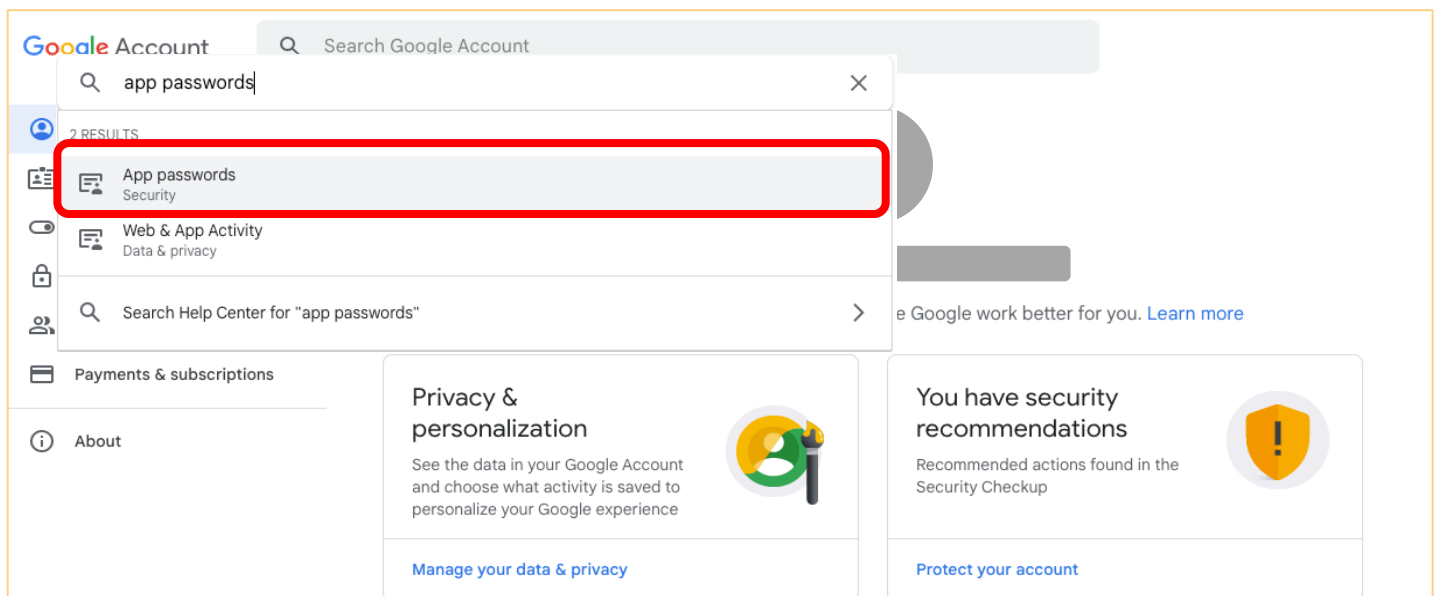 Google Account
Search Google Account
app passwords
2 RESULTS
App passwords
Security
Web & App Activity
Data & privacy
Search Help Center for "app passwords"
e Google work better for you. Learn more
Payments & subscriptions
About
Privacy &
personalization
See the data in your Google Account
and choose what activity is saved to
personalize your Google experience
Manage your data & privacy
You have security
recommendations
Recommended actions found in the
Security Checkup
Protect your account